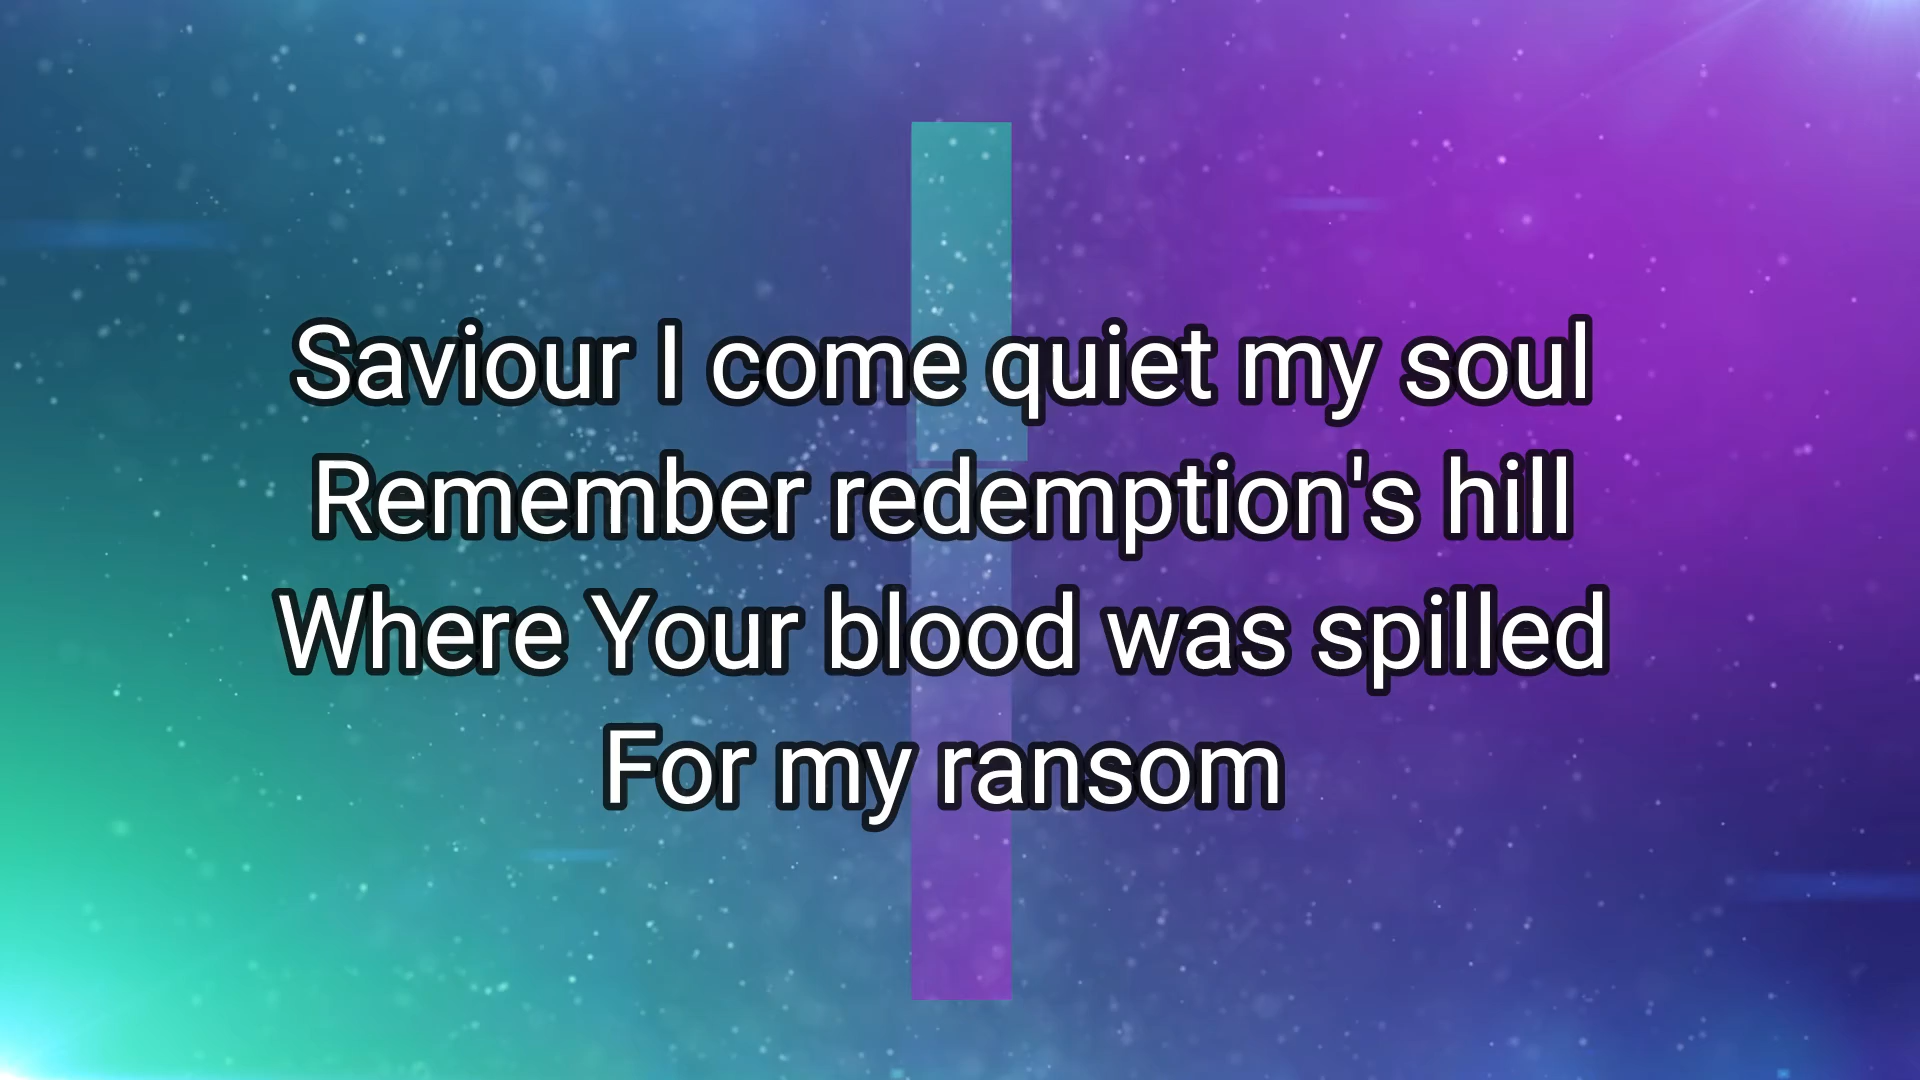 Saviour I come quiet my soul
Remember redemption's hill
Where Your blood was spilled
For my ransom